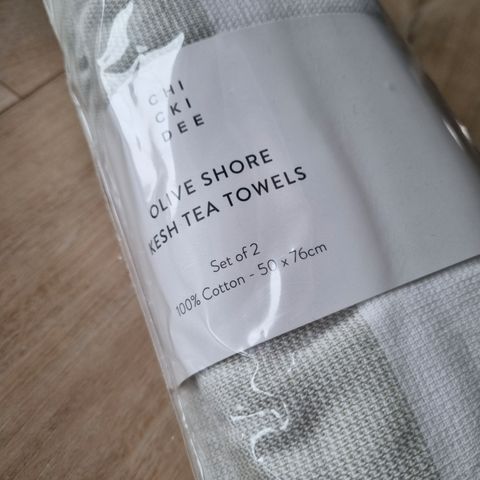 CHI
CKI
DEE
OLIVE SHORE
KESH TEA TOWELS
Set of 2
100% Cotton - 50 x 76cm